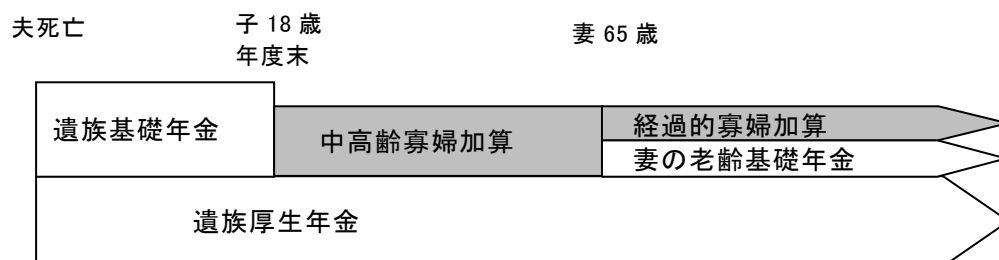 夫死亡
子 18 歳
年度末
妻 65 歳
遺族基礎年金
中高齢寡婦加算
経過的寡婦加算
妻の老齢基礎年金
遺族厚生年金